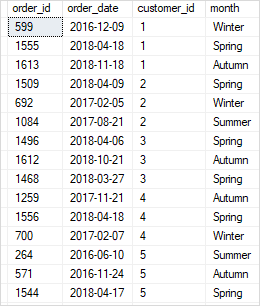 order_id order_date customer_id month
599 2016-12-09 1 Winter
1555 2018-04-18 1 Spring
1613 2018-11-18 1 Autumn
1509 2018-04-09 2 Spring
692 2017-02-05 2 Winter
1084 2017-08-21 2 Summer
1496 2018-04-06 3 Spring
1612 2018-10-21 3 Autumn
1468 2018-03-27 3 Spring
1259 2017-11-21 4 Autumn
1556 2018-04-18 4 Spring
700 2017-02-07 4 Winter
264 2016-06-10 5 Summer
571 2016-11-24 5 Autumn
1544 2018-04-17 5 Spring